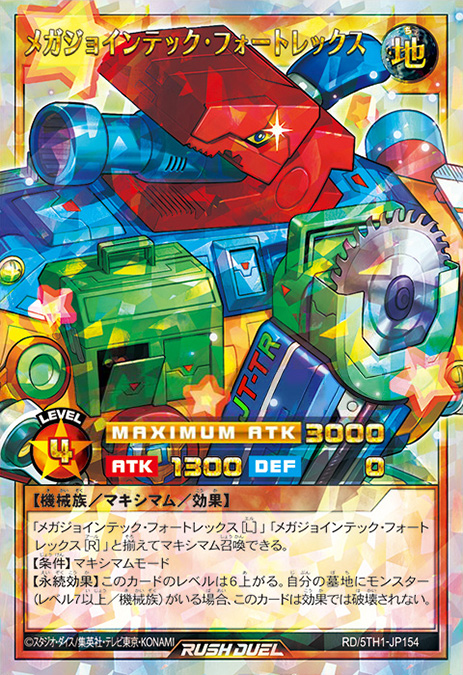 メガジョインテック・フォートレックス
地
JT-TR
LEVEL
4
MAXIMUM ATK 3000
ATK 1300 DEF 0
【機械族／マキシマム／効果】
「メガジョインテック・フォートレックス[L]」「メガジョインテック・フォート
レックス[R]」と揃えてマキシマム召喚できる。
【条件】マキシマムモード
【永続効果】このカードのレベルは6上がる。自分の墓地にモンスター
（レベル7以上／機械族）がいる場合、このカードは効果では破壊されない。
©スタジオ・ダイス/集英社・テレビ東京・KONAMI
RUSH DUEL
RD/5TH1-JP154